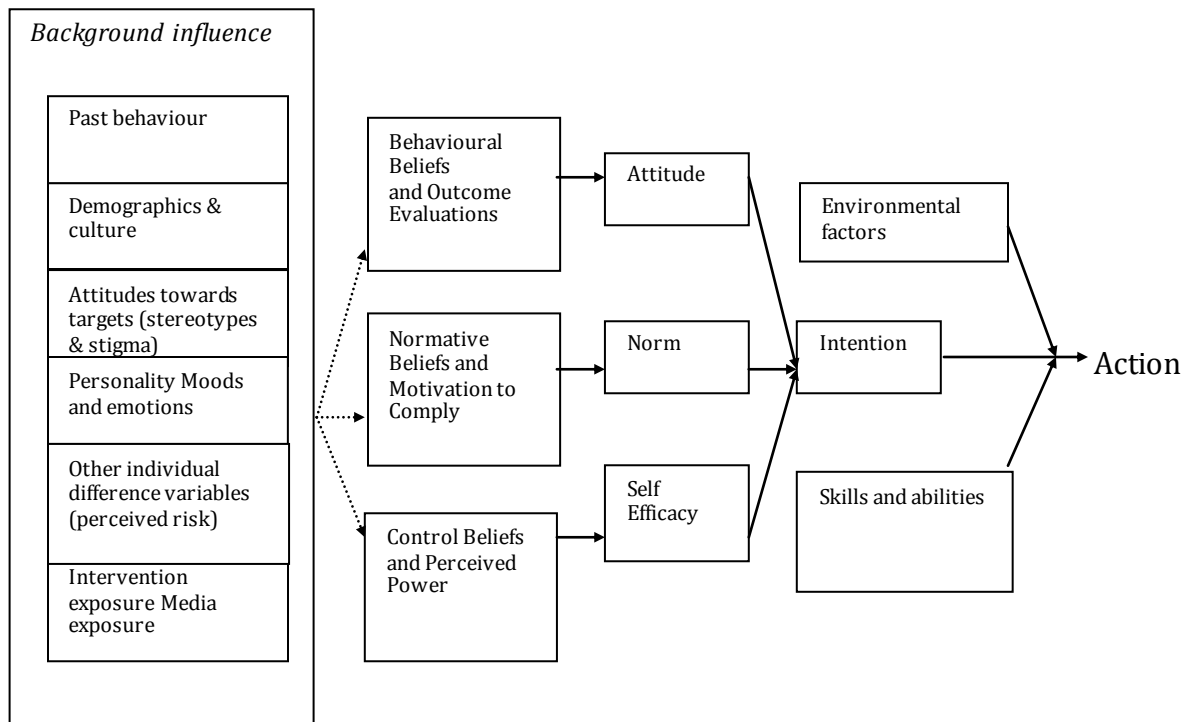 Background influence
Past behaviour
Demographics &
culture
Attitudes towards
targets (stereotypes
& stigma)
Personality Moods
and emotions
Other individual
difference variables
(perceived risk)
Intervention
exposure Media
exposure
Behavioural
Beliefs
and Outcome
Evaluations
Normative
Beliefs and
Motivation to
Comply
Control Beliefs
and Perceived
Power
Attitude
Norm
Self
Efficacy
Environmental
factors
Intention
Skills and abilities
Action